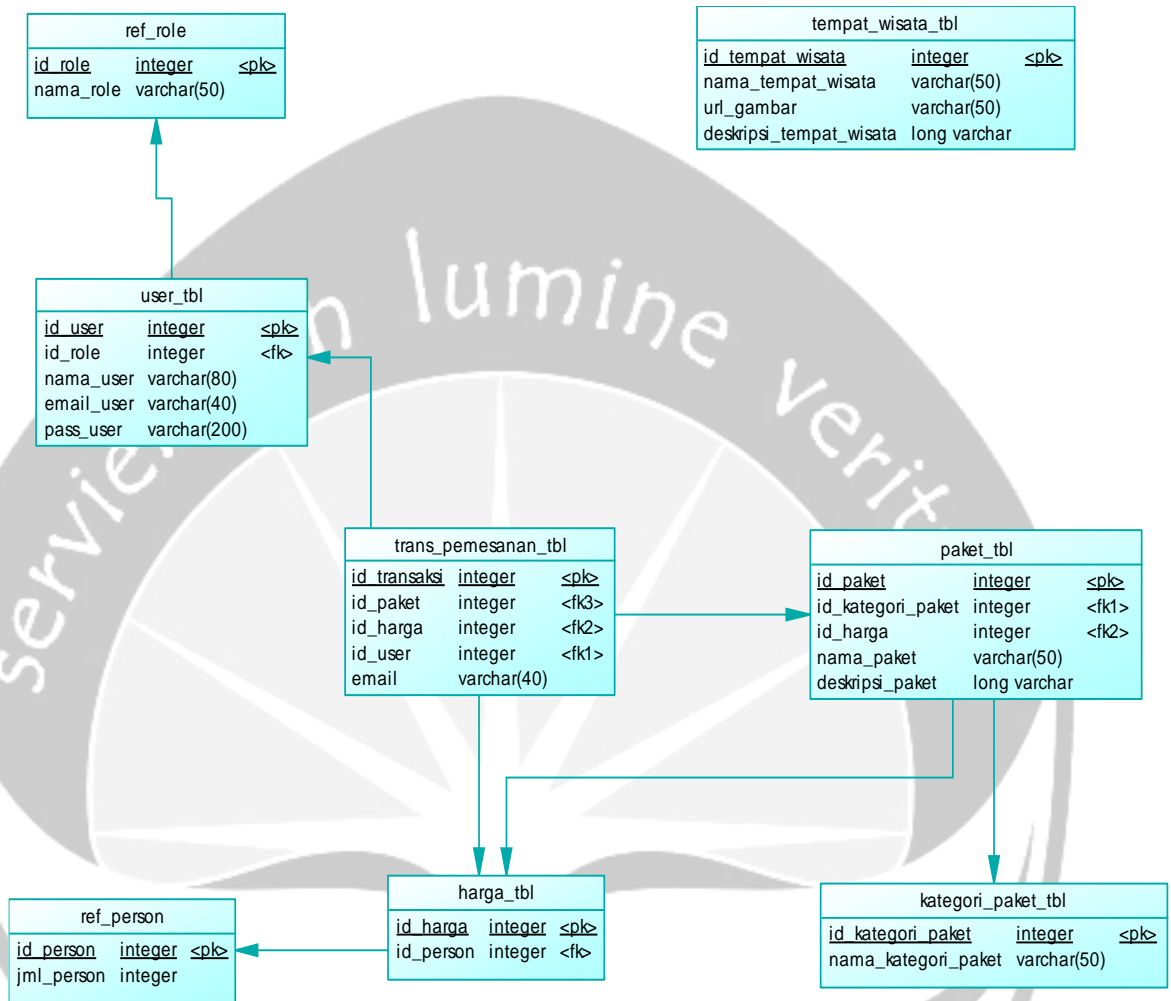 ref_role
id_role integer <pk>
nama_role varchar(50)
tempat_wisata_tbl
id_tempat_wisata integer <pk>
nama_tempat_wisata varchar(50)
url_gambar varchar(50)
deskripsi_tempat_wisata long varchar
lumine
n
verit
servie
user_tbl
id_user integer <pk>
id_role integer <fk>
nama_user varchar(80)
email_user varchar(40)
pass_user varchar(200)
trans_pemesanan_tbl
id_transaksi integer <pk>
id_paket integer <fk3>
id_harga integer <fk2>
id_user integer <fk1>
email varchar(40)
paket_tbl
id_paket integer <pk>
id_kategori_paket integer <fk1>
id_harga integer <fk2>
nama_paket varchar(50)
deskripsi_paket long varchar
ref_person
id_person integer <pk>
jml_person integer
harga_tbl
id_harga integer <pk>
id_person integer <fk>
kategori_paket_tbl
id_kategori_paket integer <pk>
nama_kategori_paket varchar(50)